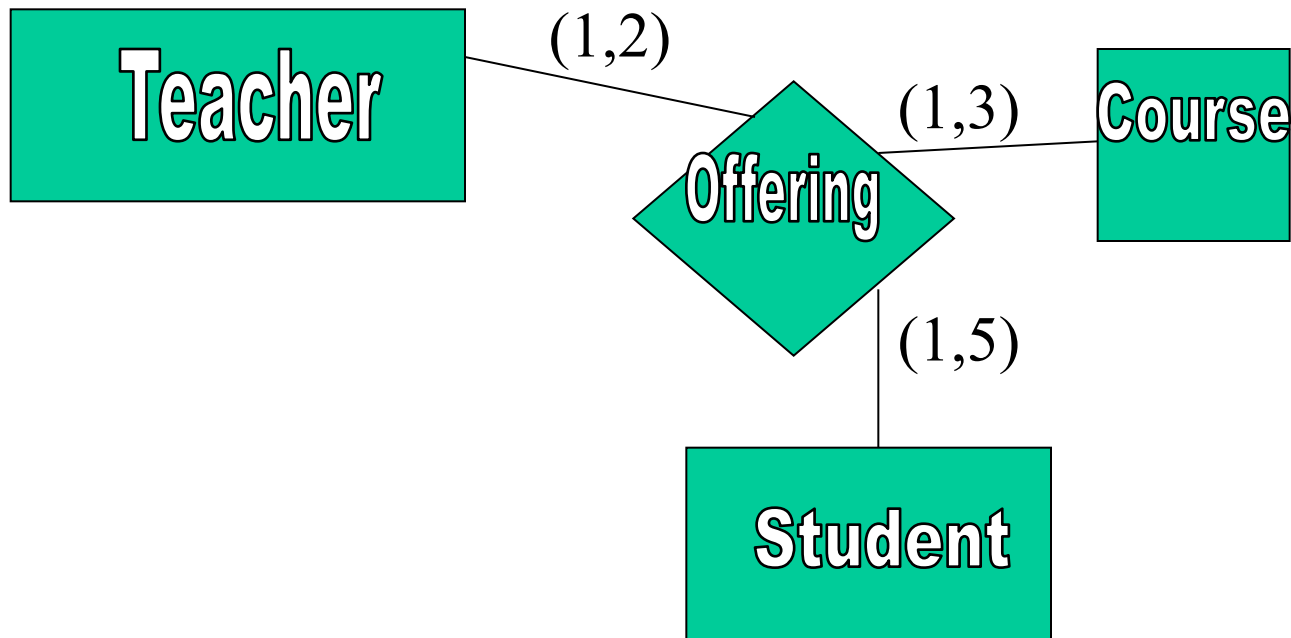 Teacher
(1,2)
Offering
(1,3)
Course
(1,5)
Student